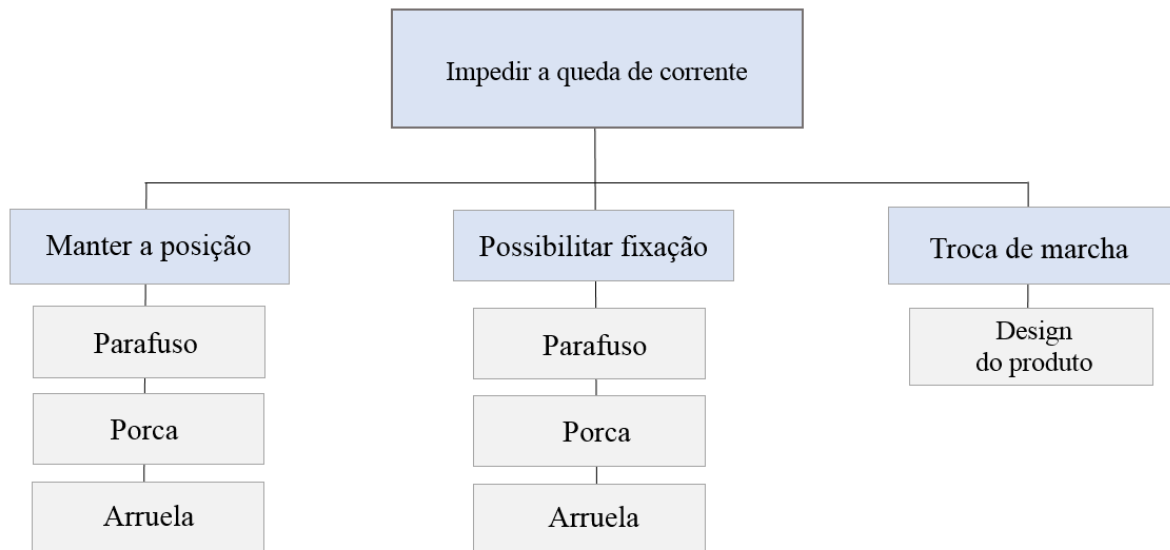 Impedir a queda de corrente
Manter a posição
Possibilitar fixação
Troca de marcha
Parafuso
Porca
Arruela
Parafuso
Porca
Arruela
Design
do produto